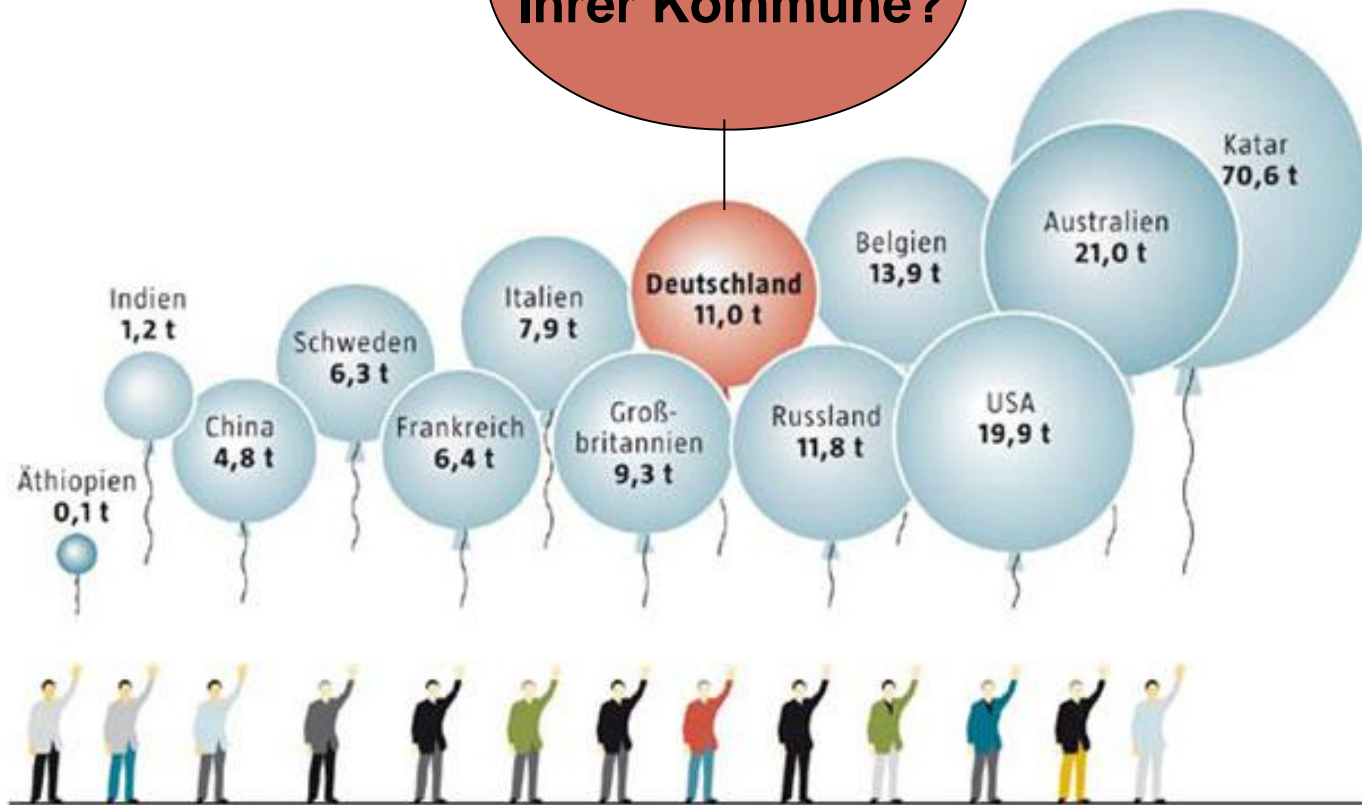 Ihrer Kommune?
Katar
70,6 t
Australien
21,0 t
Belgien
13,9 t
Deutschland
11,0 t
Italien
7,9 t
Indien
1,2 t
Schweden
6,3 t
USA
19,9 t
Russland
11,8 t
Groß-
britannien
9,3 t
Frankreich
6,4 t
China
4,8 t
Äthiopien
0,1 t